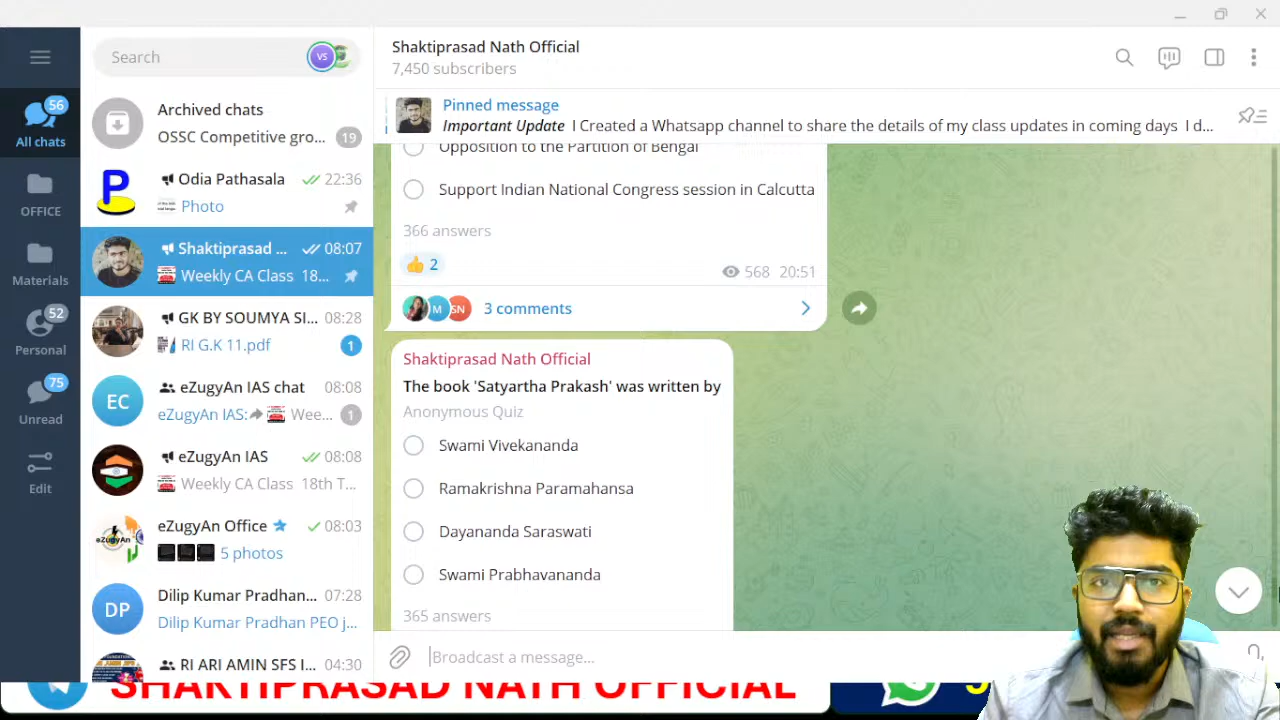 Search
VS
Shaktiprasad Nath Official
7,450 subscribers
Pinned message
Important Update I Created a Whatsapp channel to share the details of my class updates in coming days I d...
56
All chats
OFFICE
Materials
52
Personal
75
Unread
Edit
Archived chats
OSSC Competitive gro... 19
P
Odia Pathasala 22:36
Photo
Shaktiprasad ... 08:07
Weekly CA Class 18...
GK BY SOUMYA SI... 08:28
RI G.K 11.pdf 1
EC
eZugyAn IAS chat 08:08
eZugyAn IAS: Wee... 1
eZugyAn IAS 08:08
Weekly CA Class 18th T...
eZugyAn
eZugyAn Office 08:03
5 photos
DP
Dilip Kumar Pradhan... 07:28
Dilip Kumar Pradhan PEO j...
RI ARI AMIN SFS I... 04:30
Opposition to the Partition of Bengal
Support Indian National Congress session in Calcutta
366 answers
2
568 20:51
M SN 3 comments
Shaktiprasad Nath Official
The book 'Satyartha Prakash' was written by
Anonymous Quiz
Swami Vivekananda
Ramakrishna Paramahansa
Dayananda Saraswati
Swami Prabhavananda
365 answers
Broadcast a message...
SHAKTIPRASAD NATH OFFICIAL